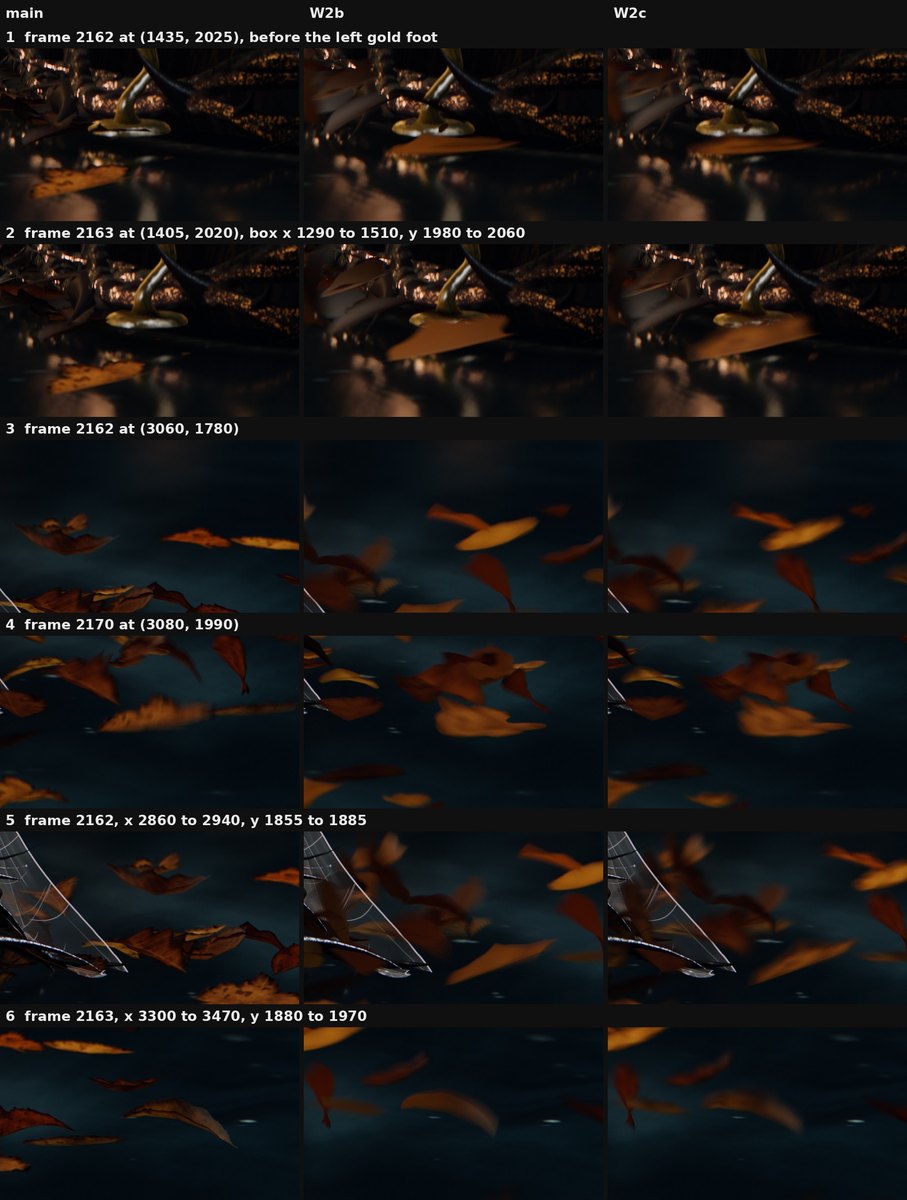 main W2b W2c
1 frame 2162 at (1435, 2025), before the left gold foot
2 frame 2163 at (1405, 2020), box x 1290 to 1510, y 1980 to 2060
3 frame 2162 at (3060, 1780)
4 frame 2170 at (3080, 1990)
5 frame 2162, x 2860 to 2940, y 1855 to 1885
6 frame 2163, x 3300 to 3470, y 1880 to 1970